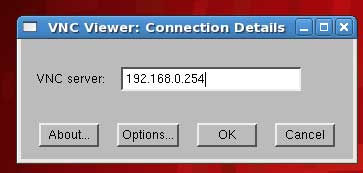 VNC Viewer: Connection Details
VNC server: 192.168.0.254
About... Options... OK Cancel